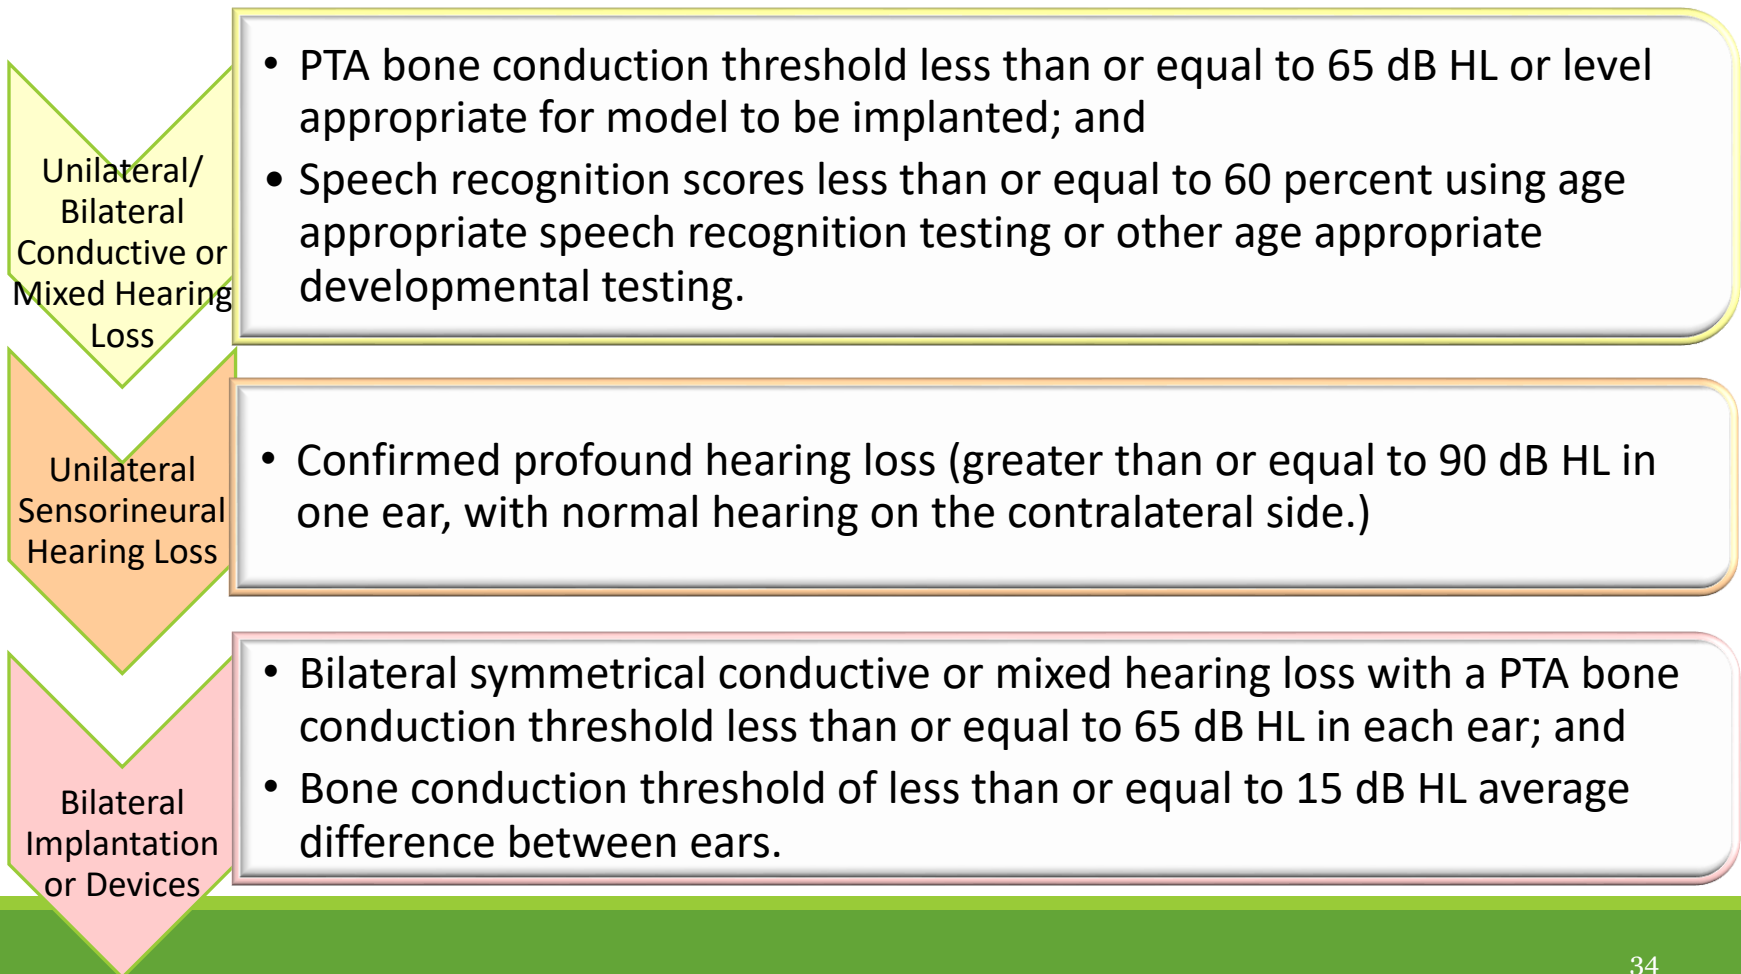 Unilateral/
Bilateral
Conductive or
Mixed Hearing
Loss
• PTA bone conduction threshold less than or equal to 65 dB HL or level
appropriate for model to be implanted; and
• Speech recognition scores less than or equal to 60 percent using age
appropriate speech recognition testing or other age appropriate
developmental testing.
Unilateral
Sensorineural
Hearing Loss
• Confirmed profound hearing loss (greater than or equal to 90 dB HL in
one ear, with normal hearing on the contralateral side.)
Bilateral
Implantation
or Devices
• Bilateral symmetrical conductive or mixed hearing loss with a PTA bone
conduction threshold less than or equal to 65 dB HL in each ear; and
• Bone conduction threshold of less than or equal to 15 dB HL average
difference between ears.
34